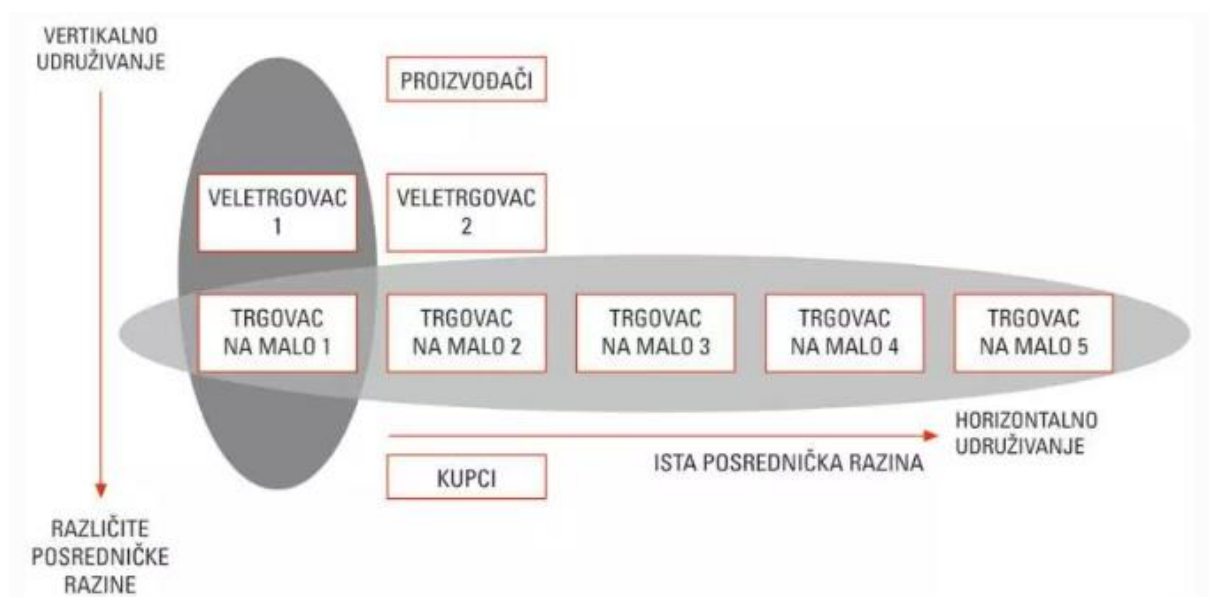 VERTIKALNO
UDRUŽIVANJE
PROIZVOĐAČI
VELETRGOVAC
1
VELETRGOVAC
2
TRGOVAC
NA MALO 1
TRGOVAC
NA MALO 2
TRGOVAC
NA MALO 3
TRGOVAC
NA MALO 4
TRGOVAC
NA MALO 5
HORIZONTALNO
UDRUŽIVANJE
ISTA POSREDNIČKA RAZINA
KUPCI
RAZLIČITE
POSREDNIČKE
RAZINE